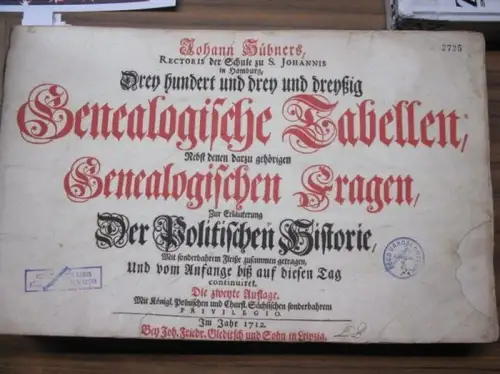 Johann Hübners,
2725
RECTORIS der Schule zu S. JOHANNIS
in Hamburg,
Drey hundert und drey und dreyßig
Genealogische Tabellen,
Nebst denen darzu gehörigen
Genealogischen Fragen,
Zur Erläuterung
Der Politischen Historie,
Mit sonderbahrem Fleiße zusammen getragen,
Und vom Anfange biß auf diesen Tag
continuiret.
Die zweyte Auflage.
Mit Königl. Polnischen und Churfl. Sächsischen sonderbahrem
PRIVILEGIO.
Im Jahr 1712.
Bey Joh. Friedr. Gleditsch und Sohn in Leipzig.